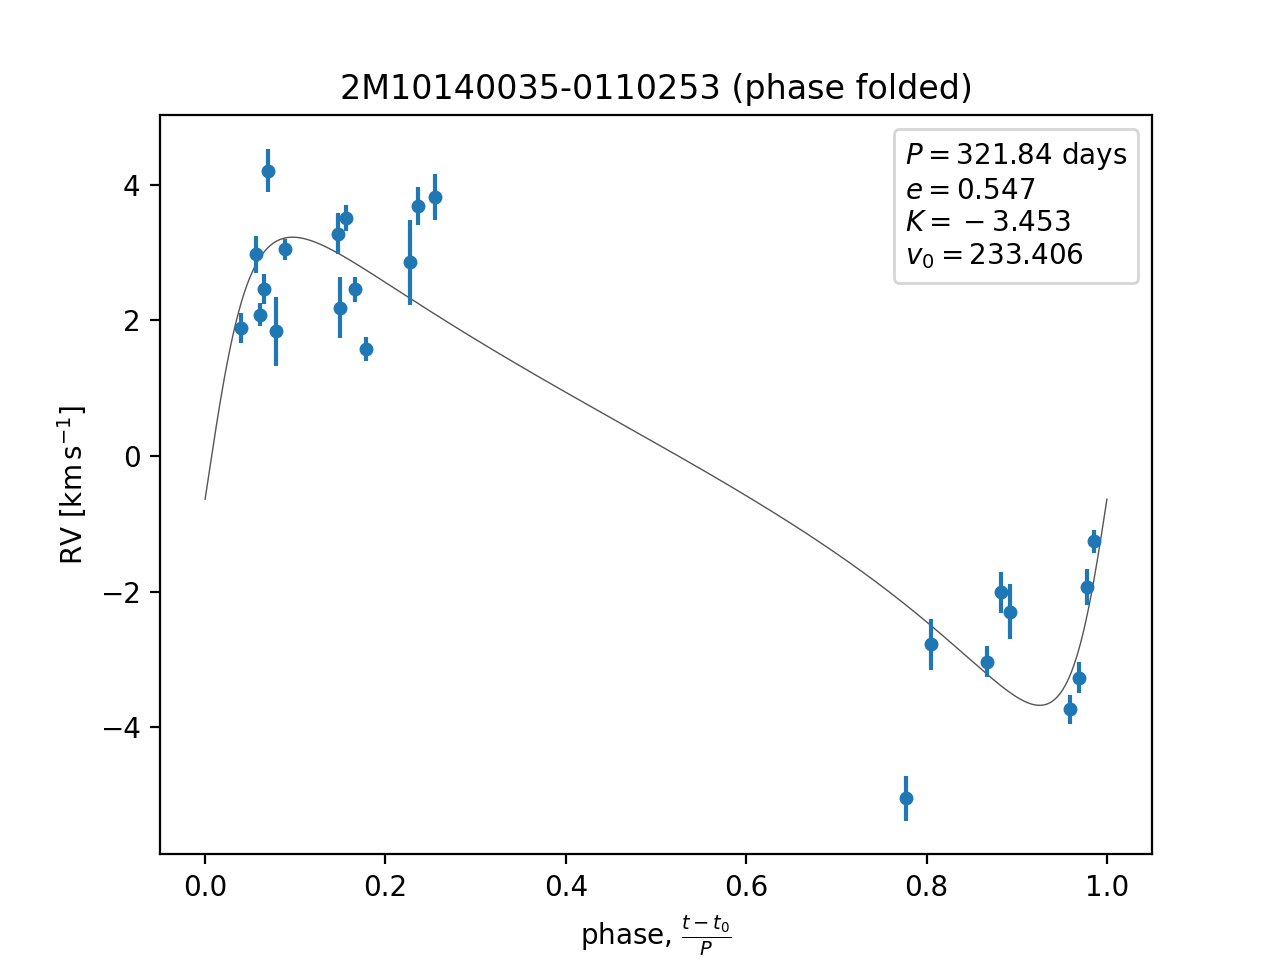 2M10140035-0110253 (phase folded)
P = 321.84 days
e = 0.547
K = −3.453
v₀ = 233.406
4
2
0
−2
−4
RV [km s⁻¹]
0.0 0.2 0.4 0.6 0.8 1.0
phase, (t − t₀)/P